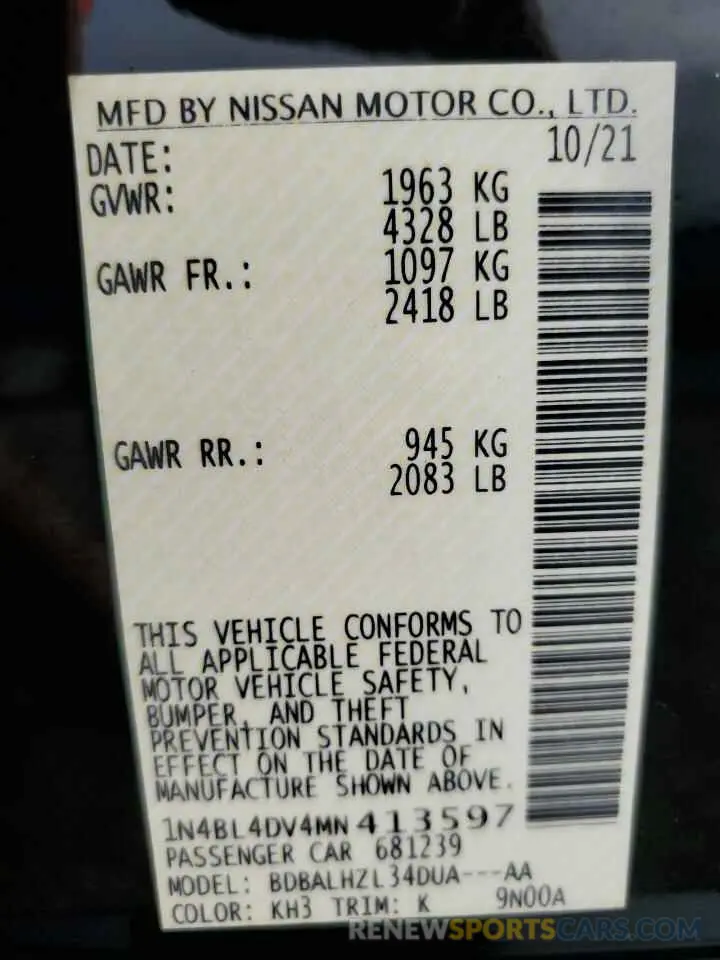 MFD BY NISSAN MOTOR CO., LTD.
DATE: 10/21
GVWR: 1963 KG
4328 LB
GAWR FR.: 1097 KG
2418 LB
GAWR RR.: 945 KG
2083 LB
THIS VEHICLE CONFORMS TO
ALL APPLICABLE FEDERAL
MOTOR VEHICLE SAFETY,
BUMPER, AND THEFT
PREVENTION STANDARDS IN
EFFECT ON THE DATE OF
MANUFACTURE SHOWN ABOVE.
1N4BL4DV4MN413597
PASSENGER CAR 681239
MODEL: BDBALHZL34DUA---AA
COLOR: KH3 TRIM: K 9N00A
RENEWSPORTSCARS.COM